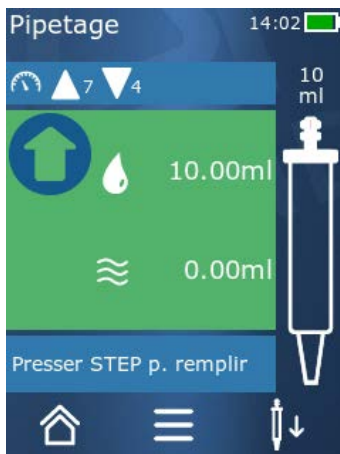 Pipetage 14:02
7 4
10
ml
10.00ml
0.00ml
Presser STEP p. remplir